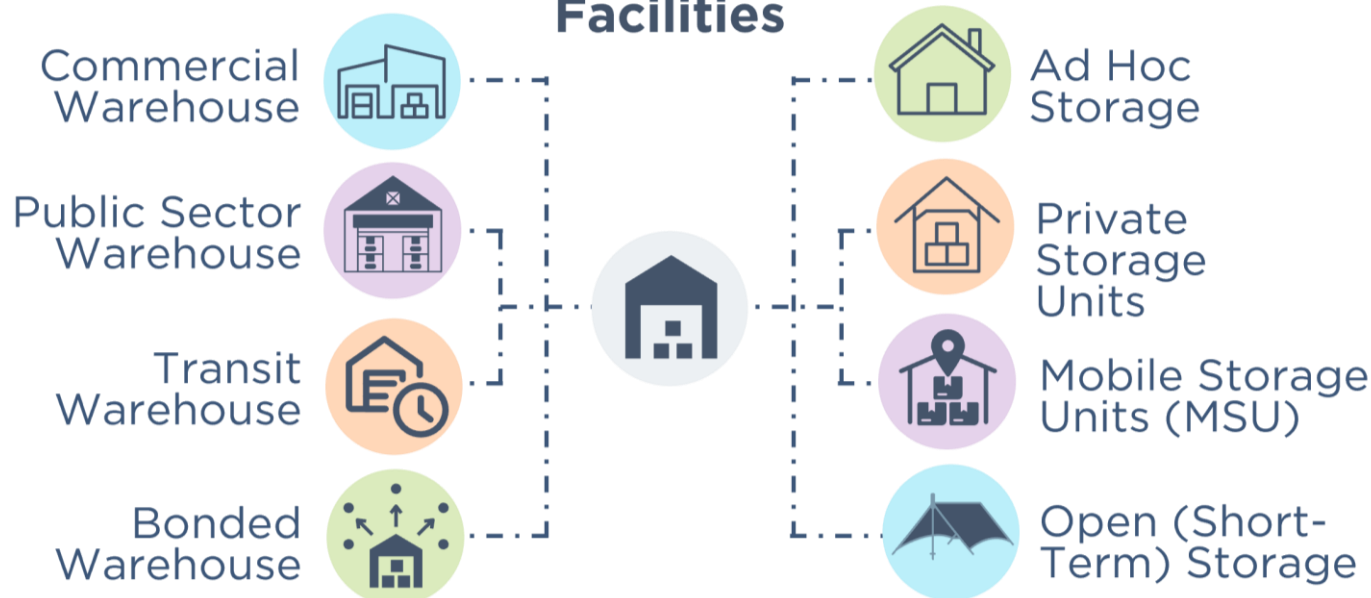 Facilities
Commercial
Warehouse
Public Sector
Warehouse
Transit
Warehouse
Bonded
Warehouse
Ad Hoc
Storage
Private
Storage
Units
Mobile Storage
Units (MSU)
Open (Short-
Term) Storage